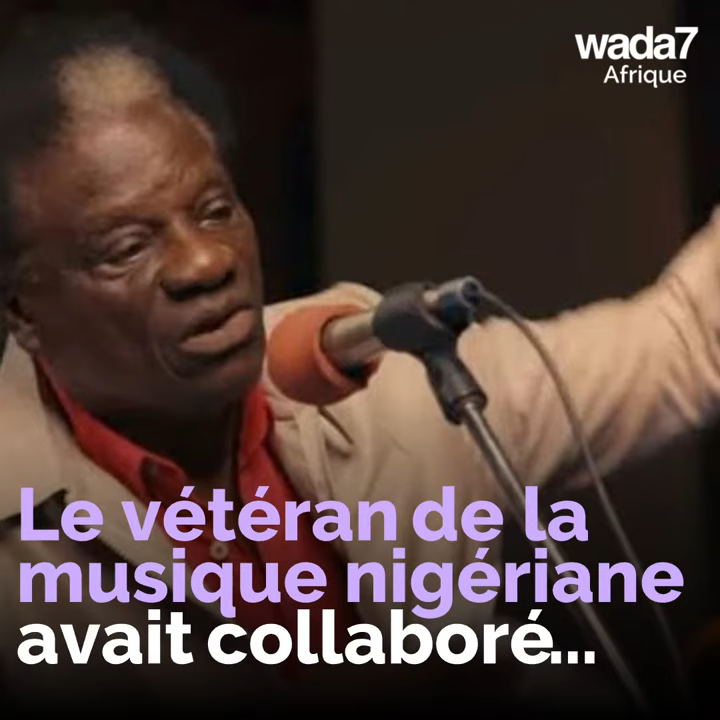 wada7
Afrique
Le vétéran de la
musique nigériane
avait collaboré...